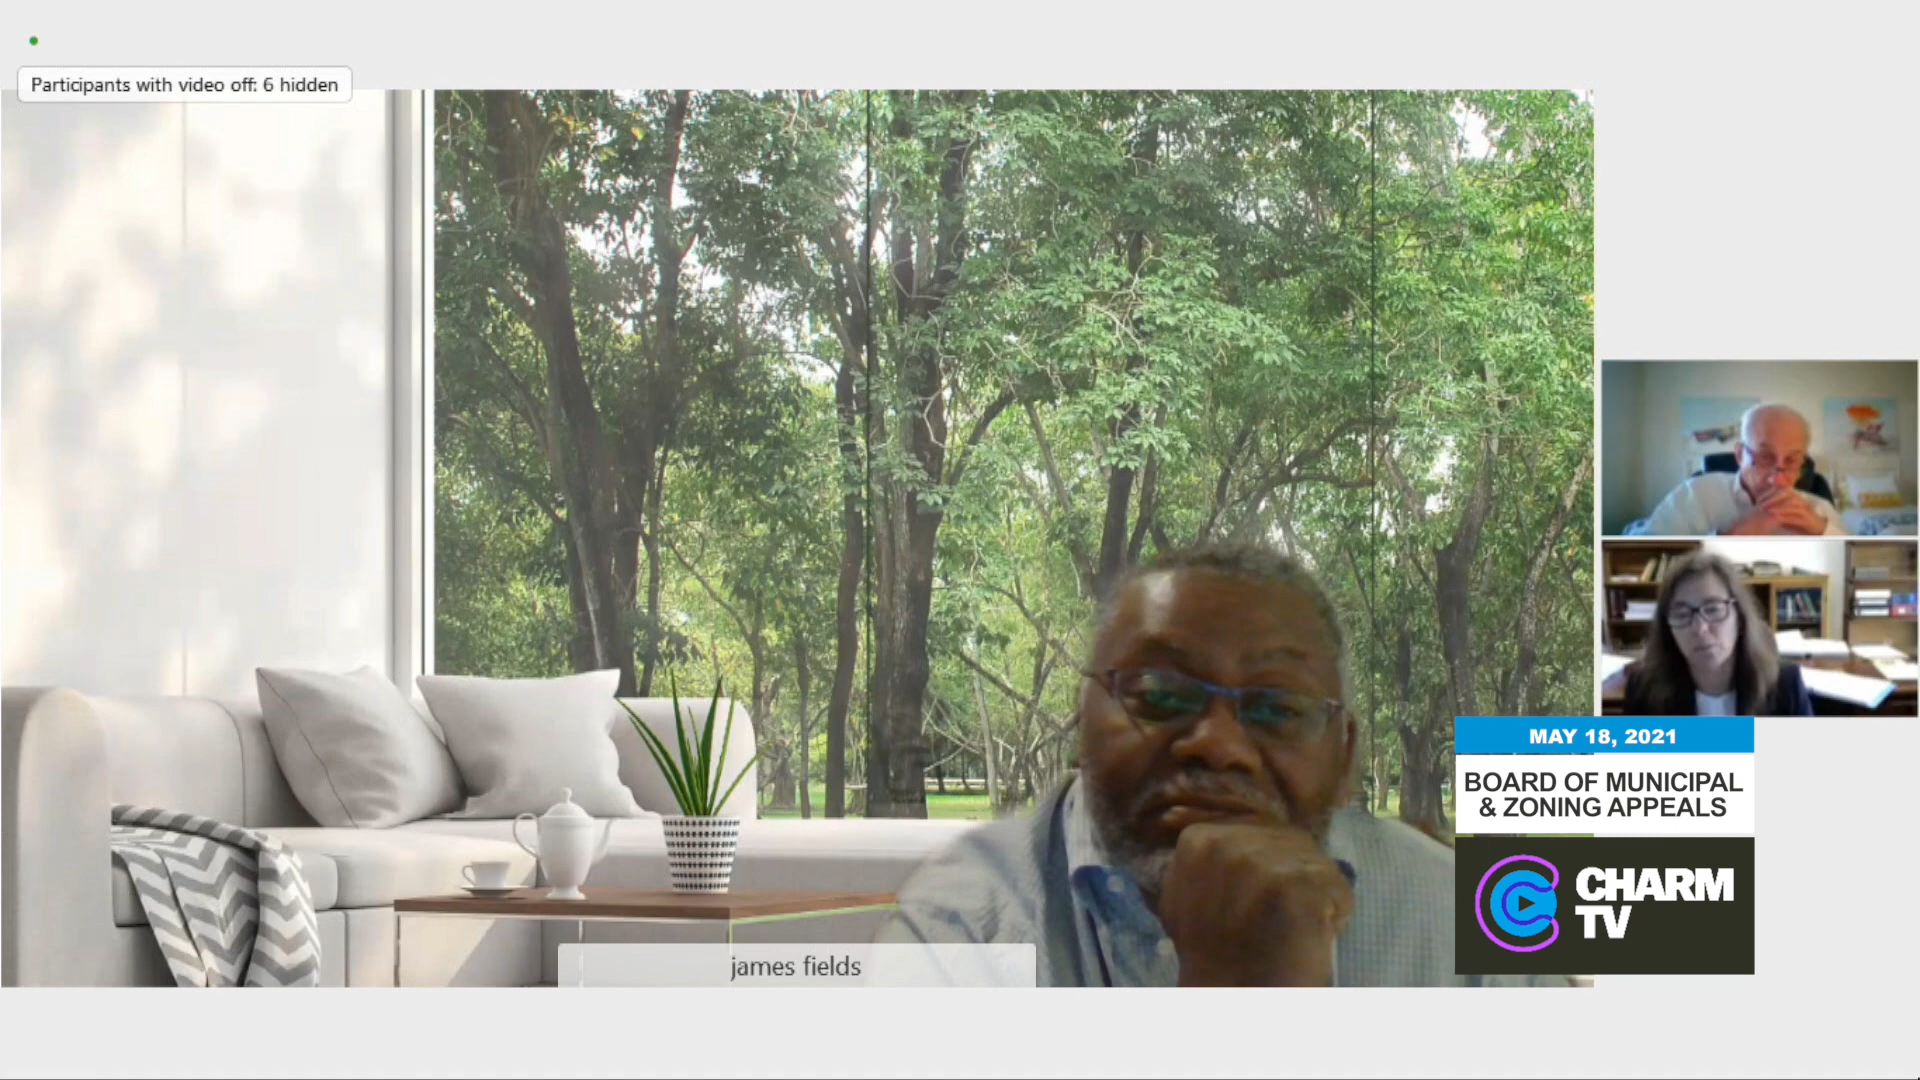 Participants with video off: 6 hidden
james fields
MAY 18, 2021
BOARD OF MUNICIPAL
& ZONING APPEALS
CHARM
TV